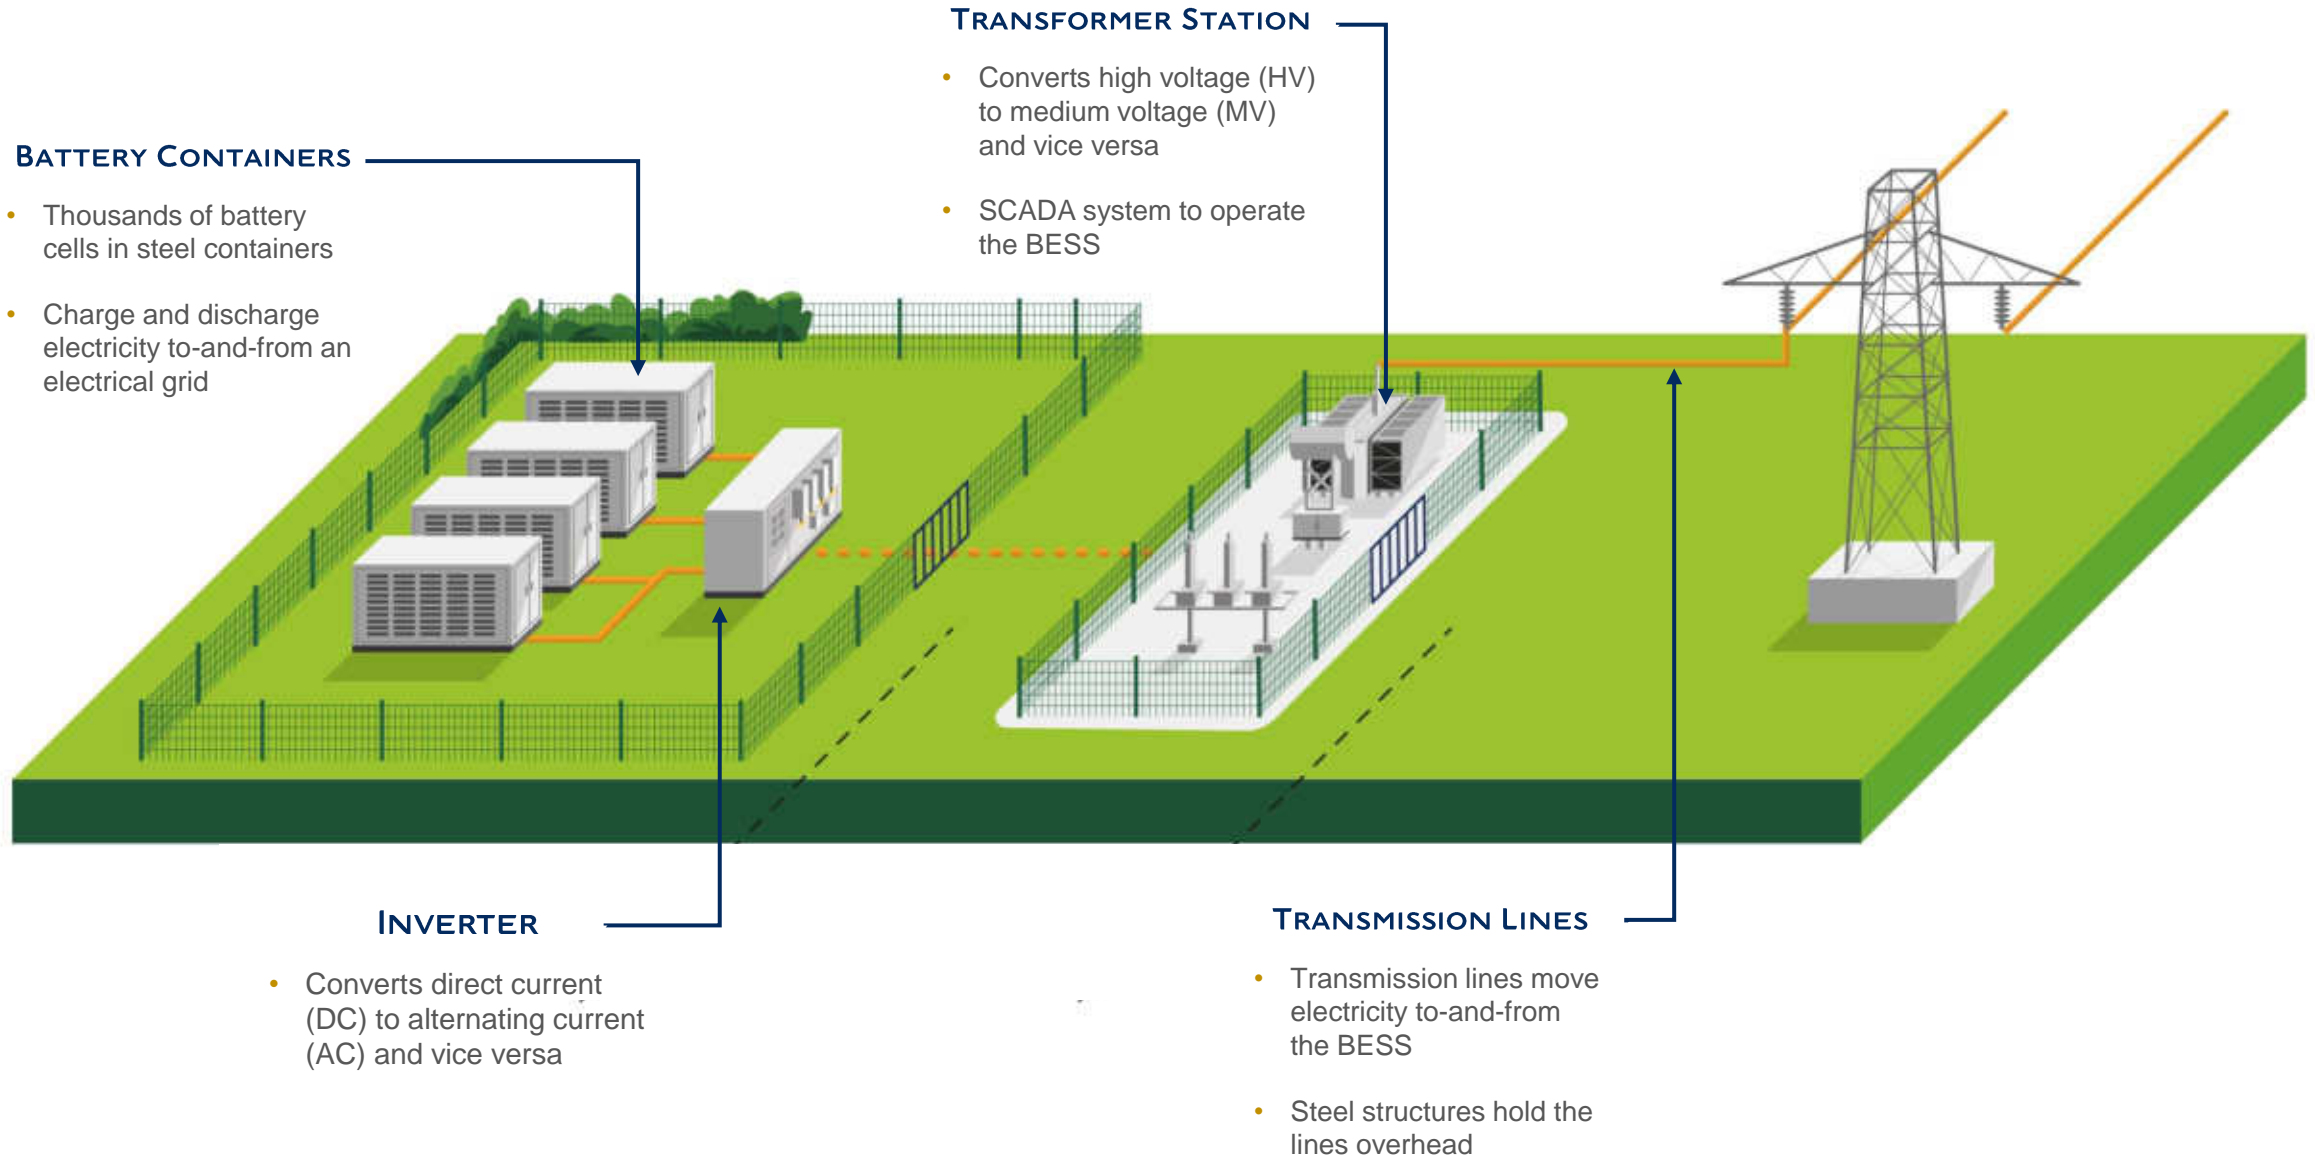 TRANSFORMER STATION
• Converts high voltage (HV)
to medium voltage (MV)
and vice versa
• SCADA system to operate
the BESS
BATTERY CONTAINERS
• Thousands of battery
cells in steel containers
• Charge and discharge
electricity to-and-from an
electrical grid
INVERTER
• Converts direct current
(DC) to alternating current
(AC) and vice versa
TRANSMISSION LINES
• Transmission lines move
electricity to-and-from
the BESS
• Steel structures hold the
lines overhead